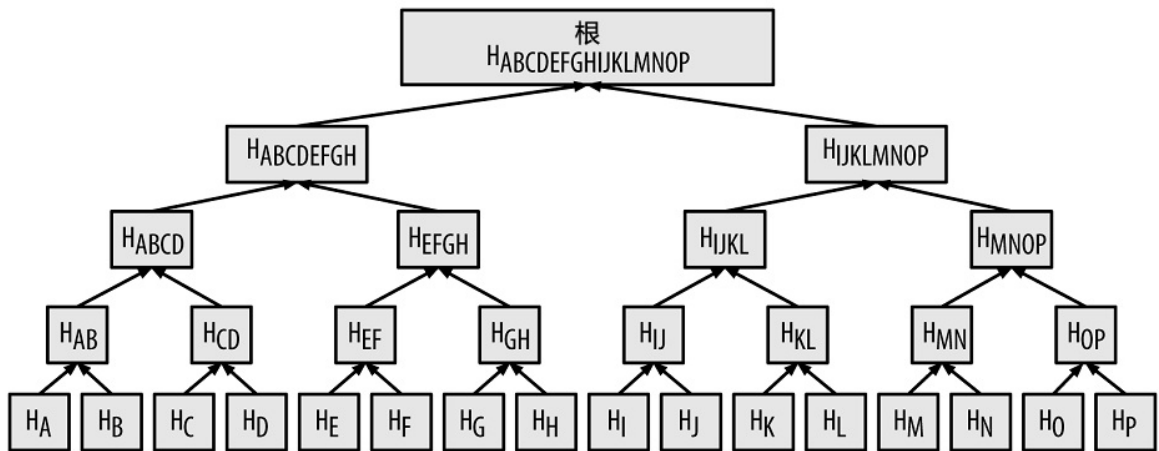 根
HABCDEFGHIJKLMNOP
HABCDEFGH
HIJKLMNOP
HABCD
HEFGH
HIJKL
HMNOP
HAB
HCD
HEF
HGH
HIJ
HKL
HMN
HOP
HA
HB
HC
HD
HE
HF
HG
HH
HI
HJ
HK
HL
HM
HN
HO
HP